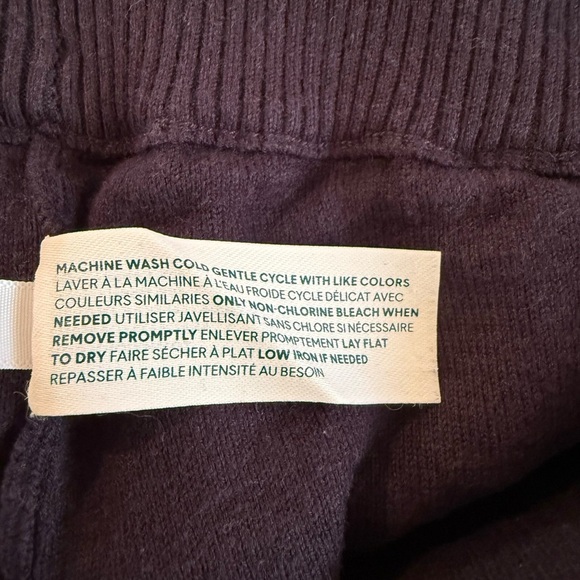 MACHINE WASH COLD GENTLE CYCLE WITH LIKE COLORS
LAVER À LA MACHINE À L'EAU FROIDE CYCLE DÉLICAT AVEC
COULEURS SIMILARIES ONLY NON-CHLORINE BLEACH WHEN
NEEDED UTILISER JAVELLISANT SANS CHLORE SI NÉCESSAIRE
REMOVE PROMPTLY ENLEVER PROMPTEMENT LAY FLAT
TO DRY FAIRE SÉCHER À PLAT LOW IRON IF NEEDED
REPASSER À FAIBLE INTENSITÉ AU BESOIN